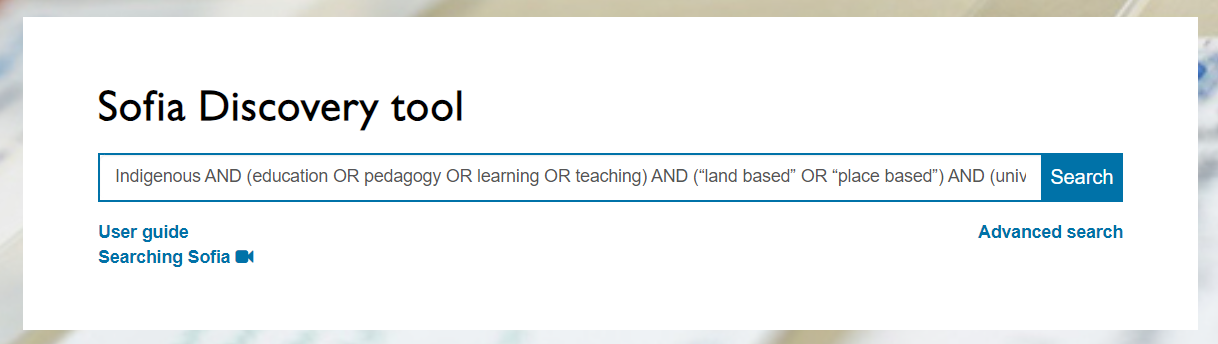 Sofia Discovery tool
Indigenous AND (education OR pedagogy OR learning OR teaching) AND (“land based” OR “place based”) AND (univ
Search
User guide
Advanced search
Searching Sofia